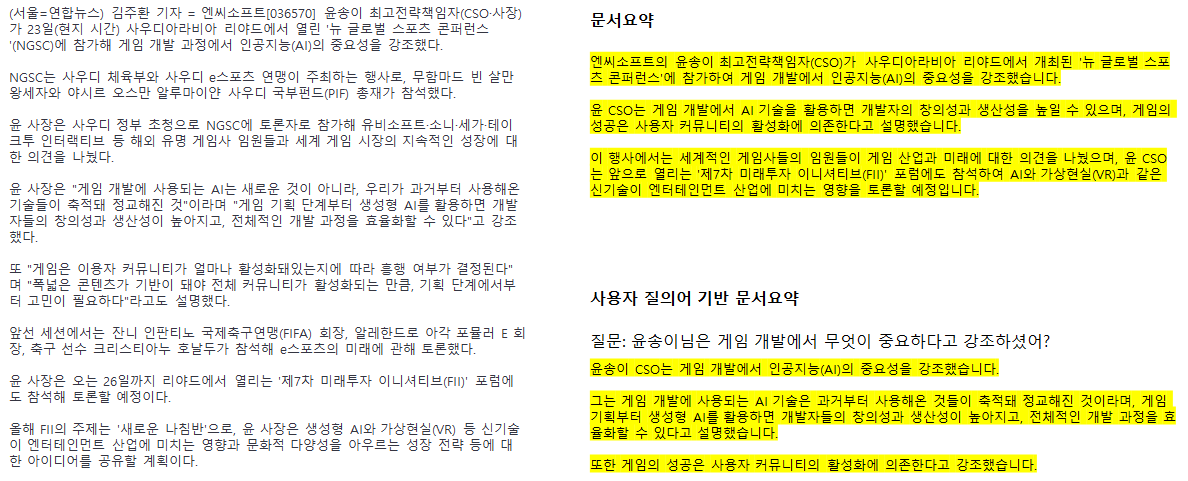 (서울=연합뉴스) 김주환 기자 = 엔씨소프트[036570] 윤송이 최고전략책임자(CSO·사장)
가 23일(현지 시간) 사우디아라비아 리야드에서 열린 '뉴 글로벌 스포츠 콘퍼런스
'(NGSC)에 참가해 게임 개발 과정에서 인공지능(AI)의 중요성을 강조했다.
NGSC는 사우디 체육부와 사우디 e스포츠 연맹이 주최하는 행사로, 무함마드 빈 살만
왕세자와 야시르 오스만 알루마이얀 사우디 국부펀드(PIF) 총재가 참석했다.
윤 사장은 사우디 정부 초청으로 NGSC에 토론자로 참가해 유비소프트·소니·세가·테이
크투 인터랙티브 등 해외 유명 게임사 임원들과 세계 게임 시장의 지속적인 성장에 대
한 의견을 나눴다.
윤 사장은 "게임 개발에 사용되는 AI는 새로운 것이 아니라, 우리가 과거부터 사용해온
기술들이 축적돼 정교해진 것"이라며 "게임 기획 단계부터 생성형 AI를 활용하면 개발
자들의 창의성과 생산성이 높아지고, 전체적인 개발 과정을 효율화할 수 있다"고 강조
했다.
또 "게임은 이용자 커뮤니티가 얼마나 활성화돼있는지에 따라 흥행 여부가 결정된다"
며 "폭넓은 콘텐츠가 기반이 돼야 전체 커뮤니티가 활성화되는 만큼, 기획 단계에서부
터 고민이 필요하다"라고도 설명했다.
앞선 세션에서는 잔니 인판티노 국제축구연맹(FIFA) 회장, 알레한드로 아각 포뮬러 E 회
장, 축구 선수 크리스티아누 호날두가 참석해 e스포츠의 미래에 관해 토론했다.
윤 사장은 오는 26일까지 리야드에서 열리는 '제7차 미래투자 이니셔티브(FII)' 포럼에
도 참석해 토론할 예정이다.
올해 FII의 주제는 '새로운 나침반'으로, 윤 사장은 생성형 AI와 가상현실(VR) 등 신기술
이 엔터테인먼트 산업에 미치는 영향과 문화적 다양성을 아우르는 성장 전략 등에 대
한 아이디어를 공유할 계획이다.
문서요약
엔씨소프트의 윤송이 최고전략책임자(CSO)가 사우디아라비아 리야드에서 개최된 '뉴 글로벌 스포
츠 콘퍼런스'에 참가하여 게임 개발에서 인공지능(AI)의 중요성을 강조했습니다.
윤 CSO는 게임 개발에서 AI 기술을 활용하면 개발자의 창의성과 생산성을 높일 수 있으며, 게임의
성공은 사용자 커뮤니티의 활성화에 의존한다고 설명했습니다.
이 행사에서는 세계적인 게임사들의 임원들이 게임 산업과 미래에 대한 의견을 나눴으며, 윤 CSO
는 앞으로 열리는 '제7차 미래투자 이니셔티브(FII)' 포럼에도 참석하여 AI와 가상현실(VR)과 같은
신기술이 엔터테인먼트 산업에 미치는 영향을 토론할 예정입니다.
사용자 질의어 기반 문서요약
질문: 윤송이님은 게임 개발에서 무엇이 중요하다고 강조하셨어?
윤송이 CSO는 게임 개발에서 인공지능(AI)의 중요성을 강조했습니다.
그는 게임 개발에 사용되는 AI 기술은 과거부터 사용해온 것들이 축적돼 정교해진 것이라며, 게임
기획부터 생성형 AI를 활용하면 개발자들의 창의성과 생산성이 높아지고, 전체적인 개발 과정을 효
율화할 수 있다고 설명했습니다.
또한 게임의 성공은 사용자 커뮤니티의 활성화에 의존한다고 강조했습니다.